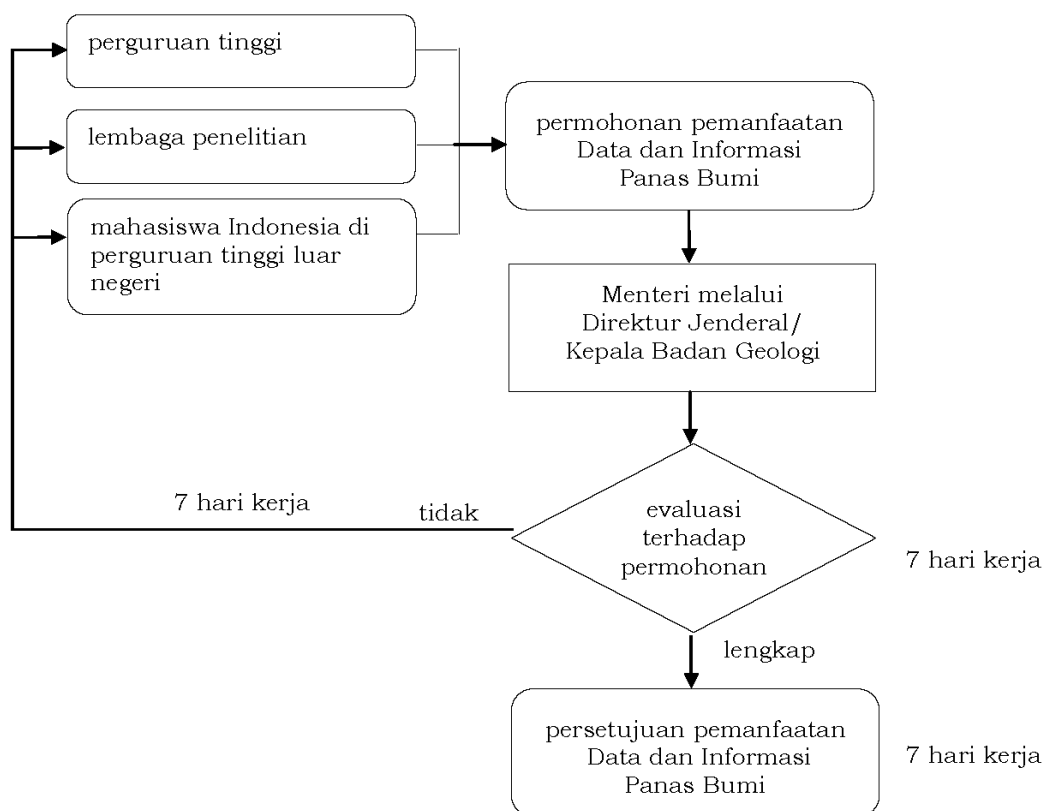 perguruan tinggi
lembaga penelitian
mahasiswa Indonesia di
perguruan tinggi luar
negeri
permohonan pemanfaatan
Data dan Informasi
Panas Bumi
Menteri melalui
Direktur Jenderal/
Kepala Badan Geologi
evaluasi
terhadap
permohonan
7 hari kerja
tidak
7 hari kerja
lengkap
persetujuan pemanfaatan
Data dan Informasi
Panas Bumi
7 hari kerja